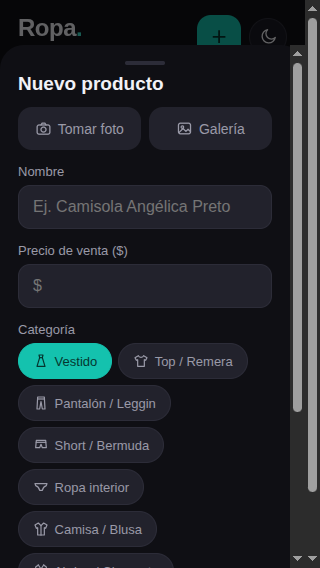 Ropa.
Nuevo producto
Tomar foto
Galería
Nombre
Ej. Camisola Angélica Preto
Precio de venta ($)
$
Categoría
Vestido
Top / Remera
Pantalón / Leggin
Short / Bermuda
Ropa interior
Camisa / Blusa